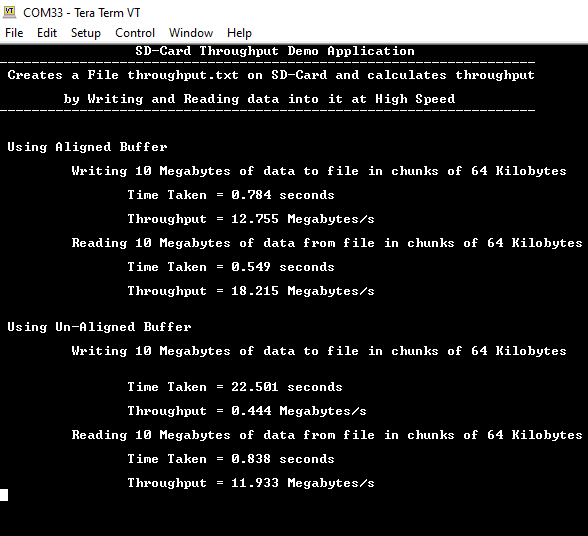 COM33 - Tera Term VT
File Edit Setup Control Window Help
SD-Card Throughput Demo Application
Creates a File throughput.txt on SD-Card and calculates throughput
by Writing and Reading data into it at High Speed
Using Aligned Buffer
Writing 10 Megabytes of data to file in chunks of 64 Kilobytes
Time Taken = 0.784 seconds
Throughput = 12.755 Megabytes/s
Reading 10 Megabytes of data from file in chunks of 64 Kilobytes
Time Taken = 0.549 seconds
Throughput = 18.215 Megabytes/s
Using Un-Aligned Buffer
Writing 10 Megabytes of data to file in chunks of 64 Kilobytes
Time Taken = 22.501 seconds
Throughput = 0.444 Megabytes/s
Reading 10 Megabytes of data from file in chunks of 64 Kilobytes
Time Taken = 0.838 seconds
Throughput = 11.933 Megabytes/s